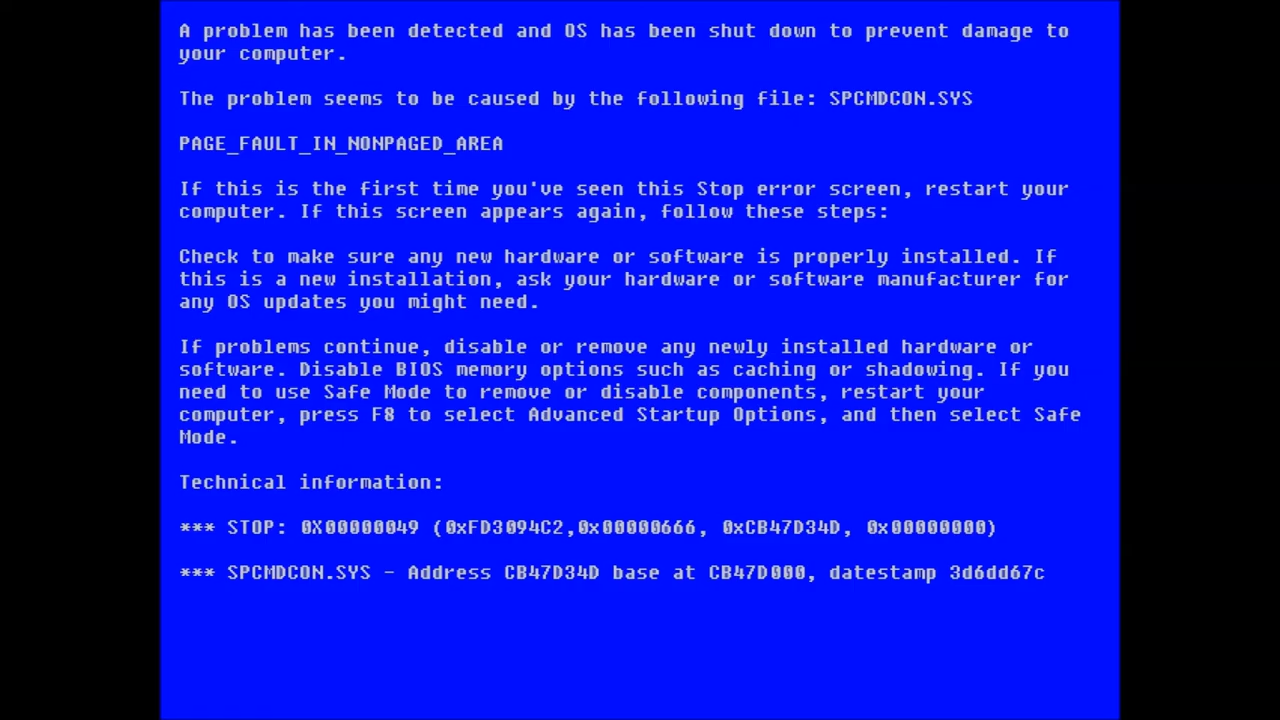 A problem has been detected and OS has been shut down to prevent damage to
your computer.
The problem seems to be caused by the following file: SPCMDCON.SYS
PAGE_FAULT_IN_NONPAGED_AREA
If this is the first time you've seen this Stop error screen, restart your
computer. If this screen appears again, follow these steps:
Check to make sure any new hardware or software is properly installed. If
this is a new installation, ask your hardware or software manufacturer for
any OS updates you might need.
If problems continue, disable or remove any newly installed hardware or
software. Disable BIOS memory options such as caching or shadowing. If you
need to use Safe Mode to remove or disable components, restart your
computer, press F8 to select Advanced Startup Options, and then select Safe
Mode.
Technical information:
*** STOP: 0X00000049 (0xFD3094C2,0x00000666, 0xCB47D34D, 0x00000000)
*** SPCMDCON.SYS - Address CB47D34D base at CB47D000, datestamp 3d6dd67c